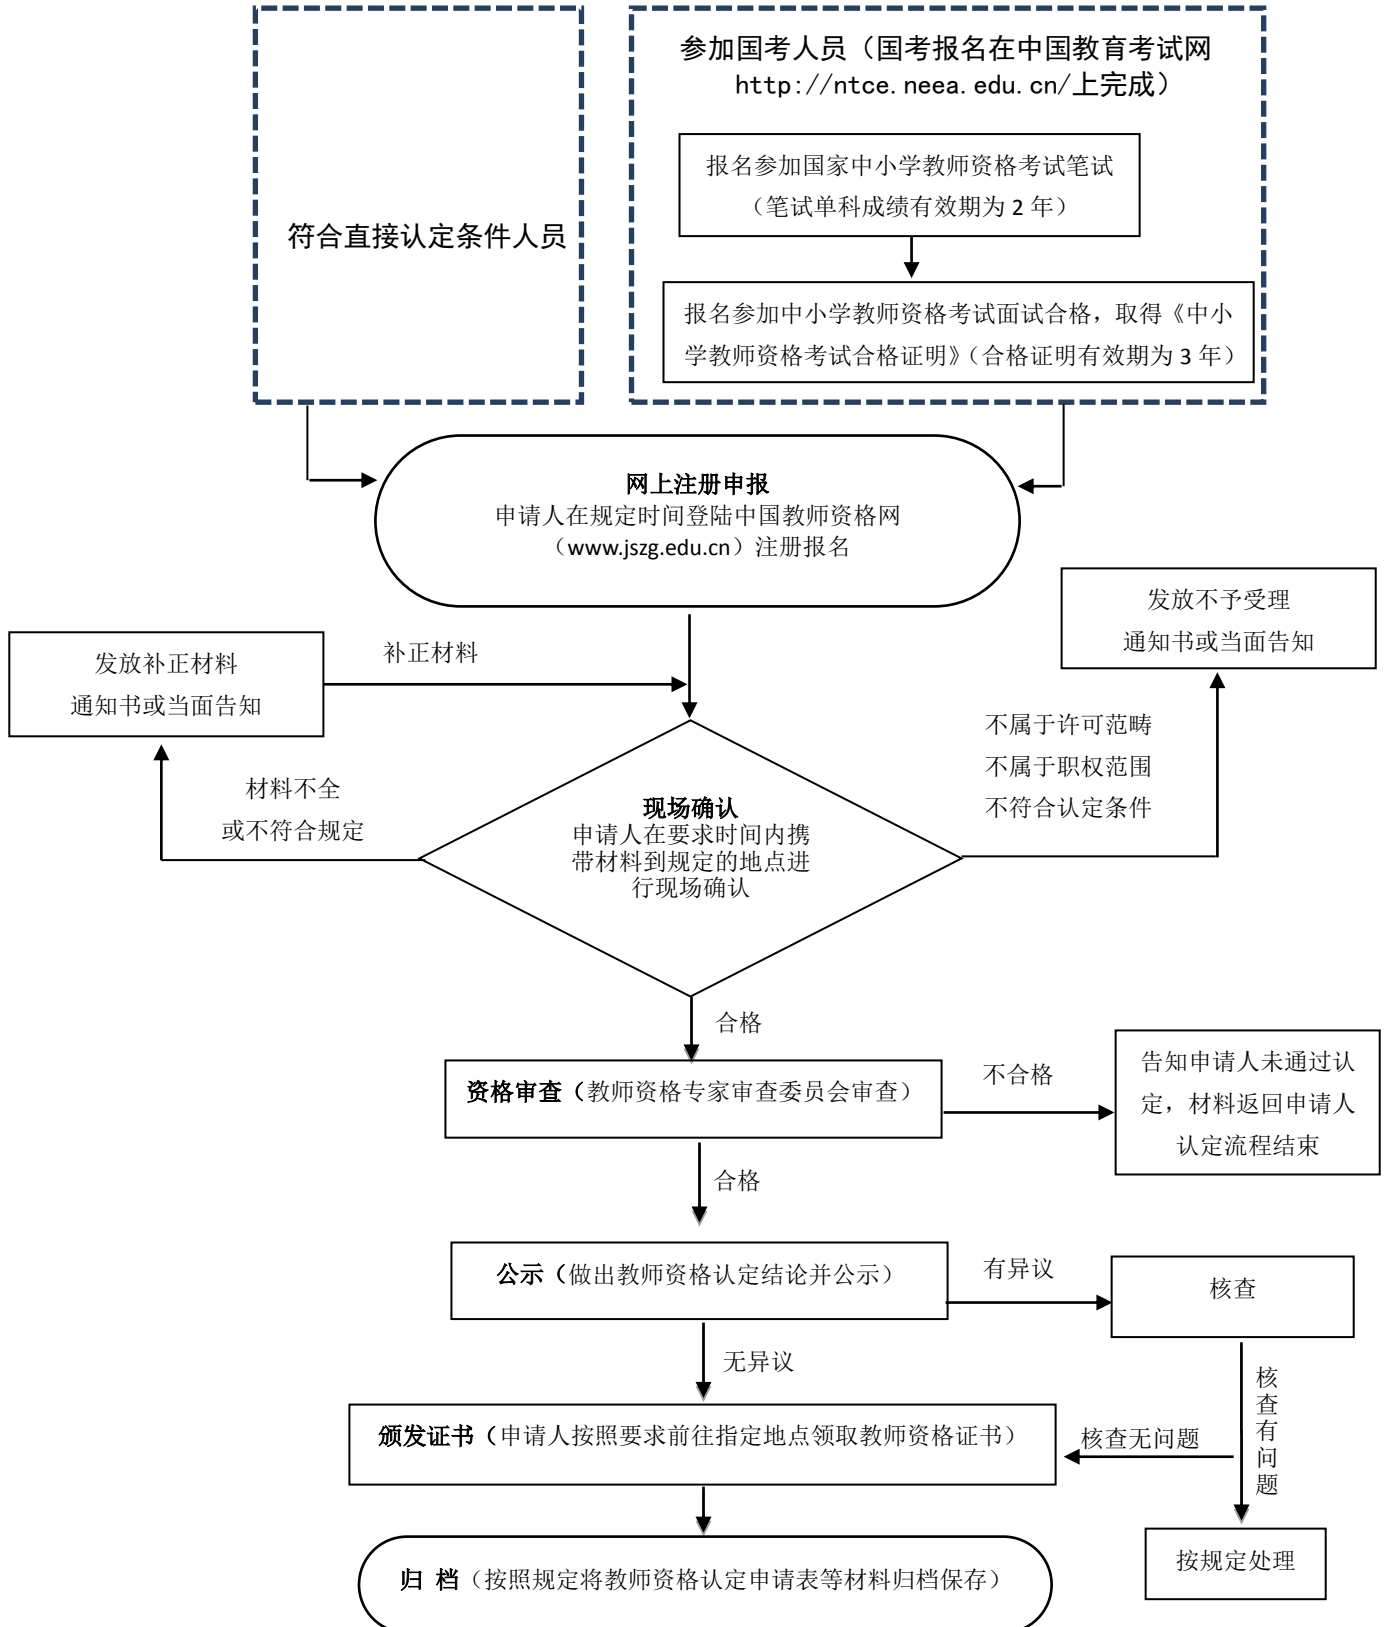 参加国考人员（国考报名在中国教育考试网
http://ntce.neea.edu.cn/上完成）
报名参加国家中小学教师资格考试笔试
（笔试单科成绩有效期为 2 年）
符合直接认定条件人员
报名参加中小学教师资格考试面试合格，取得《中小
学教师资格考试合格证明》（合格证明有效期为 3 年）
网上注册申报
申请人在规定时间登陆中国教师资格网
（www.jszg.edu.cn）注册报名
发放不予受理
通知书或当面告知
发放补正材料
通知书或当面告知
补正材料
不属于许可范畴
不属于职权范围
不符合认定条件
材料不全
或不符合规定
现场确认
申请人在要求时间内携
带材料到规定的地点进
行现场确认
合格
资格审查（教师资格专家审查委员会审查）
不合格
告知申请人未通过认
定，材料返回申请人
认定流程结束
合格
公示（做出教师资格认定结论并公示）
有异议
核查
无异议
核查有问题
颁发证书（申请人按照要求前往指定地点领取教师资格证书）
核查无问题
按规定处理
归 档（按照规定将教师资格认定申请表等材料归档保存）